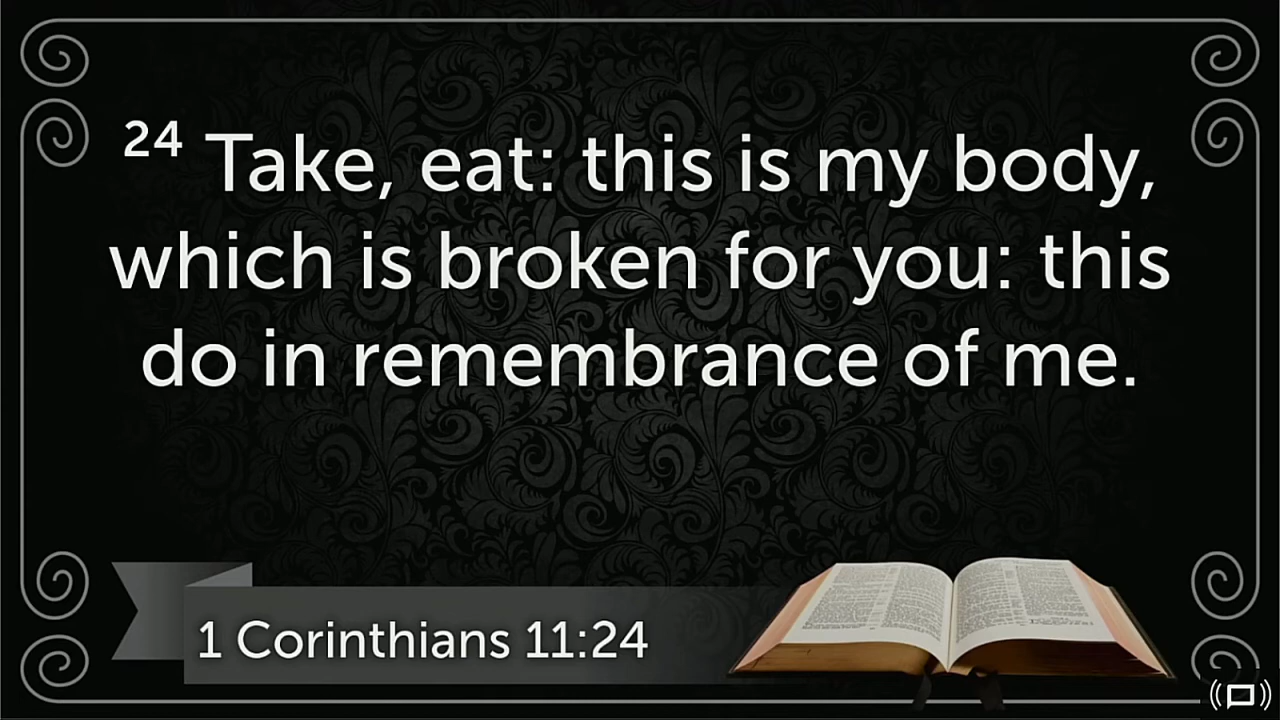 24 Take, eat: this is my body,
which is broken for you: this
do in remembrance of me.
1 Corinthians 11:24